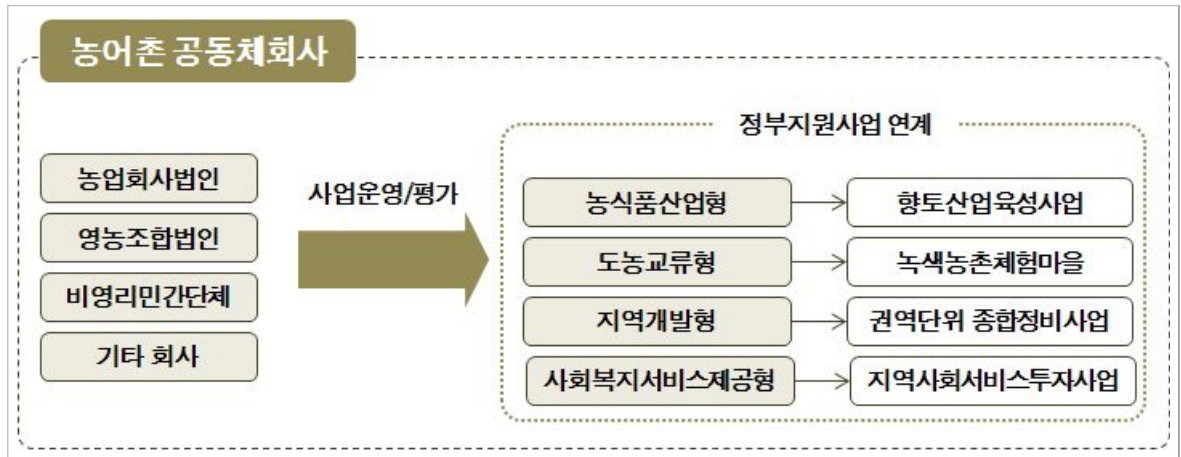 농어촌 공동체회사
정부지원사업 연계
농업회사법인
영농조합법인
비영리민간단체
기타 회사
사업운영/평가
농식품산업형
향토산업육성사업
도농교류형
녹색농촌체험마을
지역개발형
권역단위 종합정비사업
사회복지서비스제공형
지역사회서비스투자사업